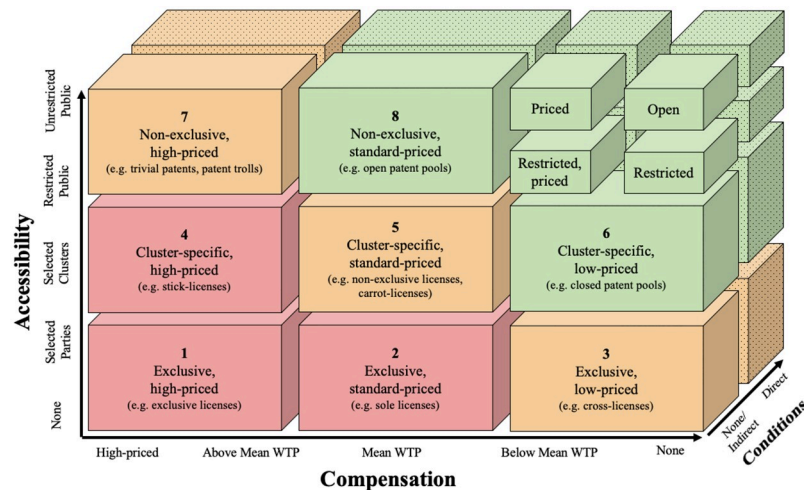 Accessibility
Unrestricted
Public
Restricted
Public
Selected
Clusters
Selected
Parties
None
7
Non-exclusive,
high-priced
(e.g. trivial patents, patent trolls)
8
Non-exclusive,
standard-priced
(e.g. open patent pools)
Priced
Open
Restricted,
priced
Restricted
4
Cluster-specific,
high-priced
(e.g. stick-licenses)
5
Cluster-specific,
standard-priced
(e.g. non-exclusive licenses,
carrot-licenses)
6
Cluster-specific,
low-priced
(e.g. closed patent pools)
1
Exclusive,
high-priced
(e.g. exclusive licenses)
2
Exclusive,
standard-priced
(e.g. sole licenses)
3
Exclusive,
low-priced
(e.g. cross-licenses)
High-priced
Above Mean WTP
Mean WTP
Below Mean WTP
None
Compensation
None/
Indirect
Direct
Conditions